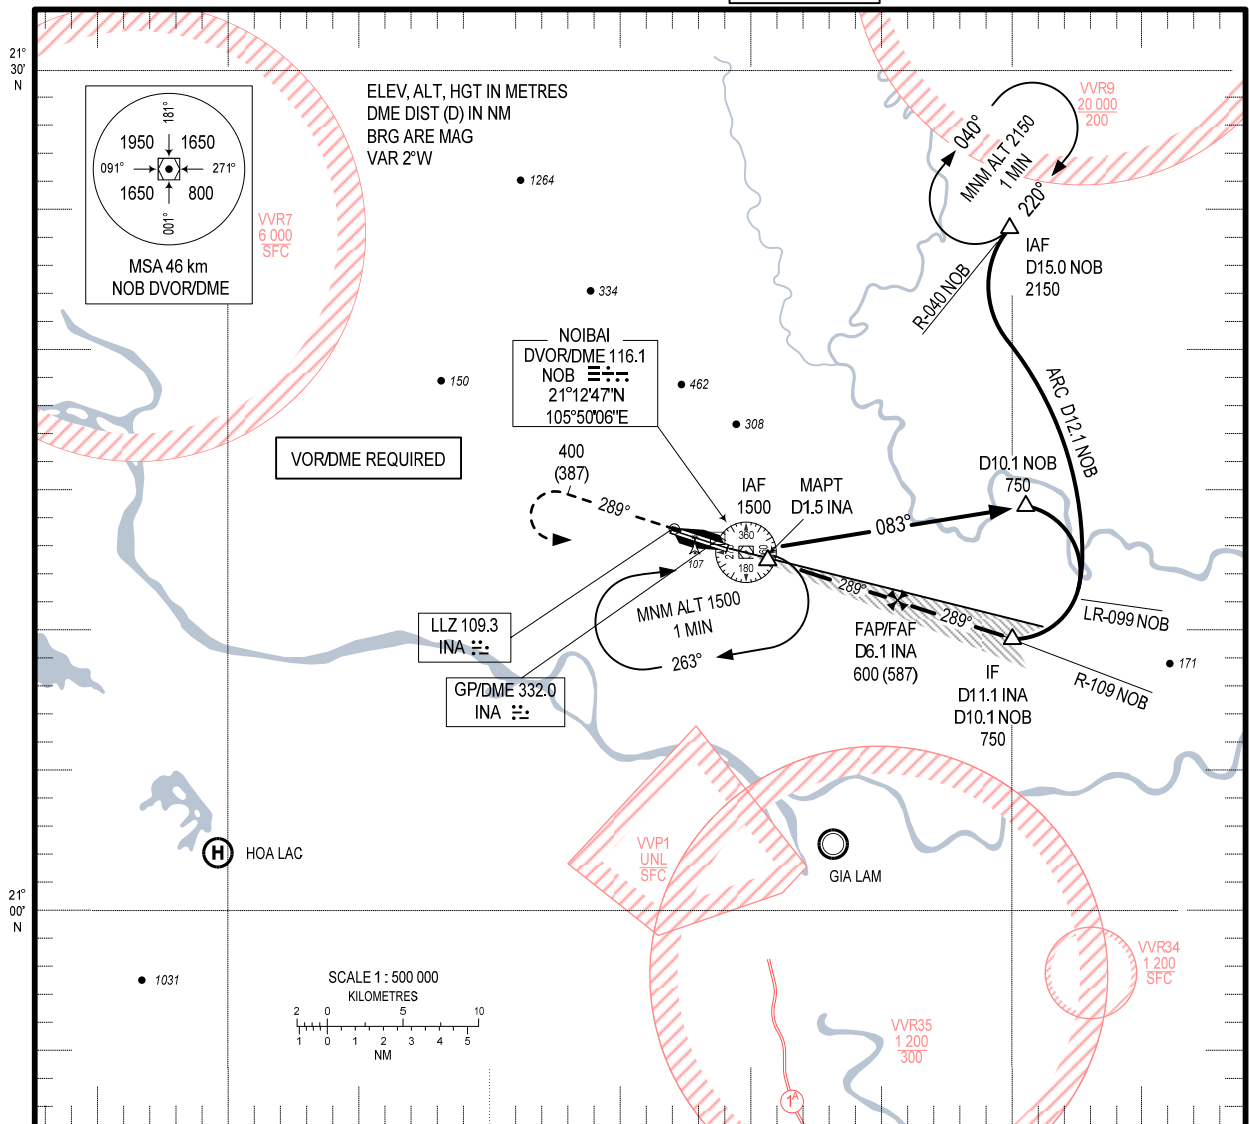 21°
30'
N
ELEV, ALT, HGT IN METRES
DME DIST (D) IN NM
BRG ARE MAG
VAR 2°W
181°
1950 1650
091° 271°
1650 800
001°
MSA 46 km
NOB DVOR/DME
VVR7
6 000
SFC
VVR9
20 000
200
1264
040°
MNM ALT 2150
1 MIN
220°
IAF
D15.0 NOB
2150
R-040 NOB
334
NOIBAI
DVOR/DME 116.1
NOB
21°12'47"N
105°50'06"E
150
462
308
ARC D12.1 NOB
VOR/DME REQUIRED
400
(387)
289°
IAF
1500
MAPT
D1.5 INA
D10.1 NOB
750
083°
360
180
107
MNM ALT 1500
1 MIN
263°
289°
289°
LLZ 109.3
INA
GP/DME 332.0
INA
FAP/FAF
D6.1 INA
600 (587)
IF
D11.1 INA
D10.1 NOB
750
LR-099 NOB
R-109 NOB
171
HOA LAC
H
VVP1
UNL
SFC
GIA LAM
21°
00'
N
1031
SCALE 1 : 500 000
KILOMETRES
2 0 5 10
1 0 1 2 3 4 5
NM
VVR34
1 200
SFC
VVR35
1 200
300
1A